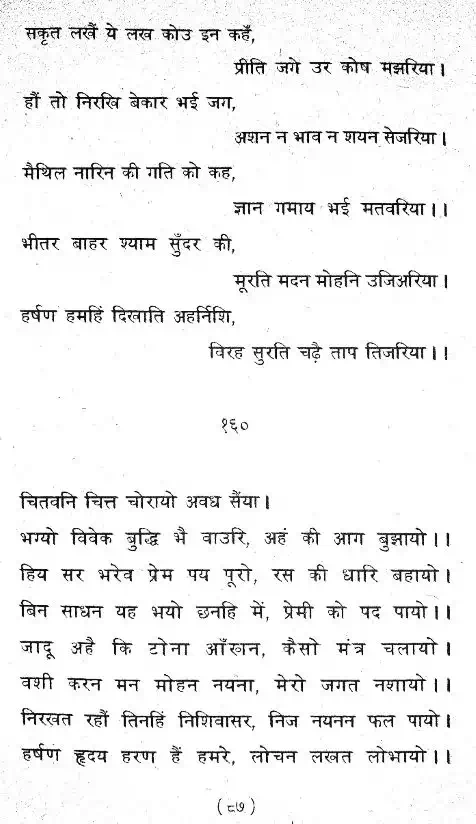 सकृत लखैं ये लख कोउ इन कहँ,
प्रीति जगे उर कोष मझरिया।
हौं तो निरखि बेकार भई जग,
अशन न भाव न शयन सेजरिया।
मैथिल नारिन की गति को कह,
ज्ञान गमाय भई मतवरिया।।
भीतर बाहर श्याम सुँदर की,
मूरति मदन मोहनि उजिअरिया।
हर्षण हमहिं दिखाति अहर्निशि,
विरह सुरति चढ़ै ताप तिजरिया।।
१६०
चितवनि चित्त चोरायो अवध सैंया।
भग्यो विवेक बुद्धि भै वाउरि, अहं की आग बुझायो।।
हिय सर भरेव प्रेम पय पूरो, रस की धारि बहायो।
बिन साधन यह भयो छनहि में, प्रेमी को पद पायो।।
जादू अहै कि टोना आँखन, कैसो मंत्र चलायो।
वशी करन मन मोहन नयना, मेरो जगत नशायो।।
निरखत रहौं तिनहिं निशिवासर, निज नयनन फल पायो।
हर्षण हृदय हरण हैं हमरे, लोचन लखत लोभायो।।
(८७)